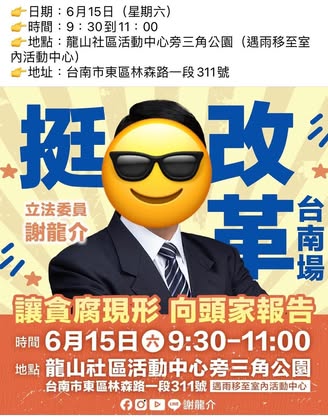 👉日期：6月15日（星期六）
👉時間：9：30到11：00
👉地點：龍山社區活動中心旁三角公園（遇雨移至室
內活動中心）
👉地址：台南市東區林森路一段311號
挺改革
台南場
立法委員
謝龍介
讓貪腐現形 向頭家報告
時間 6月15日 六 9:30-11:00
地點 龍山社區活動中心旁三角公園
台南市東區林森路一段311號 遇雨移至室內活動中心
LINE 謝龍介